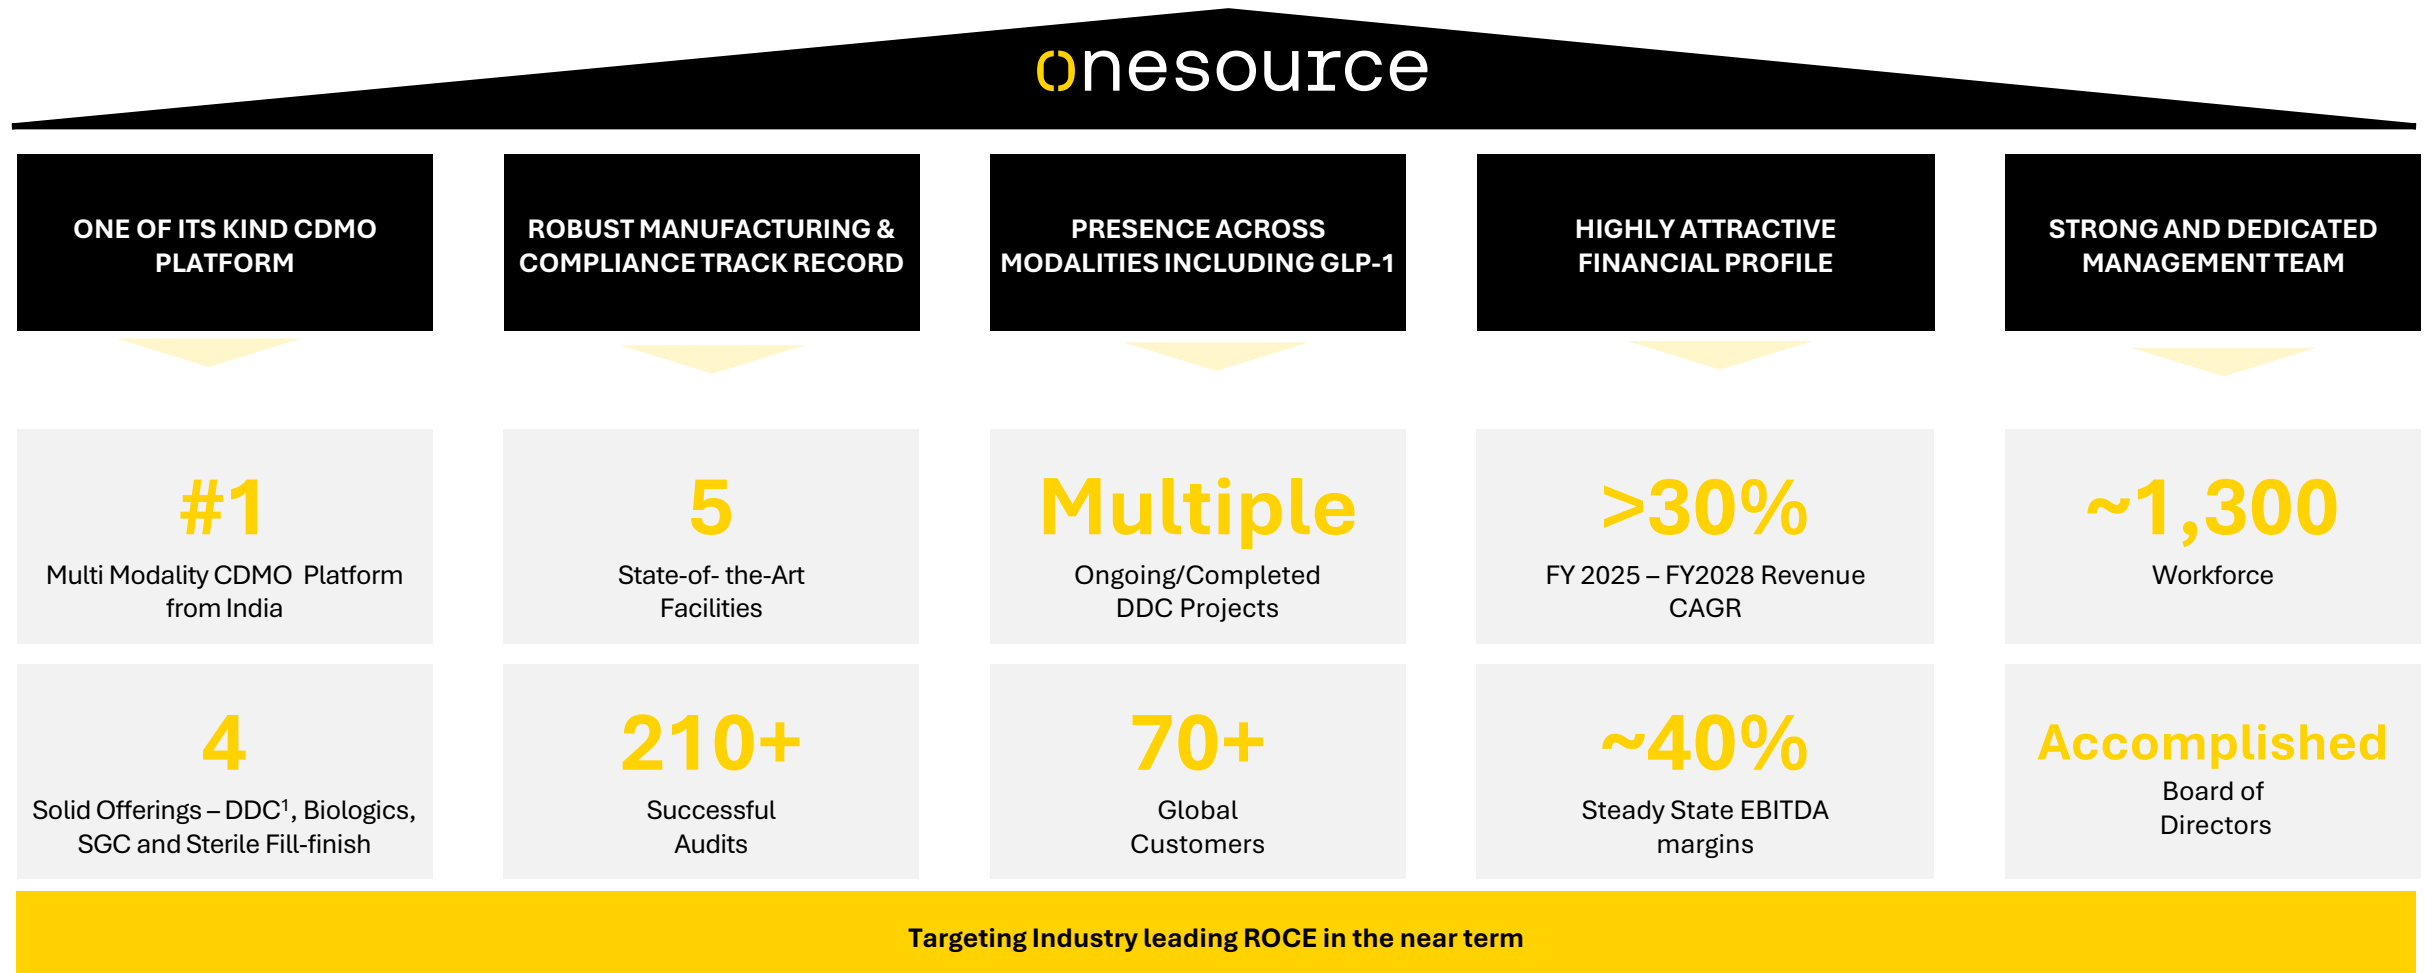 onesource
ONE OF ITS KIND CDMO
PLATFORM
ROBUST MANUFACTURING &
COMPLIANCE TRACK RECORD
PRESENCE ACROSS
MODALITIES INCLUDING GLP-1
HIGHLY ATTRACTIVE
FINANCIAL PROFILE
STRONG AND DEDICATED
MANAGEMENT TEAM
#1
Multi Modality CDMO Platform
from India
5
State-of- the-Art
Facilities
Multiple
Ongoing/Completed
DDC Projects
>30%
FY 2025 – FY2028 Revenue
CAGR
~1,300
Workforce
4
Solid Offerings – DDC¹, Biologics,
SGC and Sterile Fill-finish
210+
Successful
Audits
70+
Global
Customers
~40%
Steady State EBITDA
margins
Accomplished
Board of
Directors
Targeting Industry leading ROCE in the near term